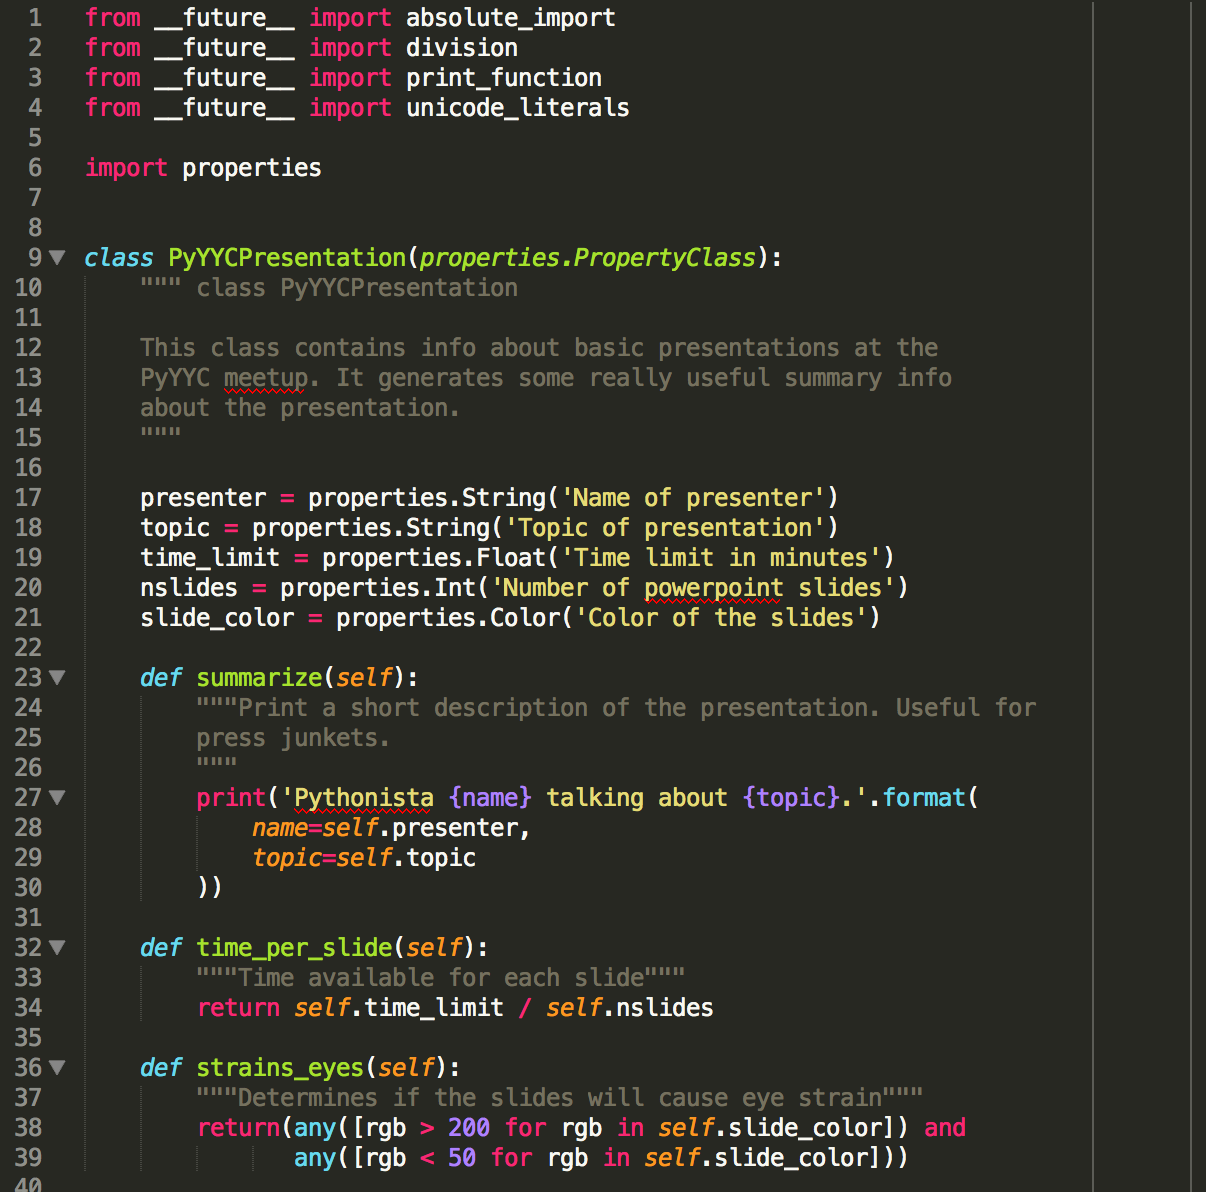 1 from __future__ import absolute_import
2 from __future__ import division
3 from __future__ import print_function
4 from __future__ import unicode_literals
5
6 import properties
7
8
9 class PyYYCPresentation(properties.PropertyClass):
10     """ class PyYYCPresentation
11
12     This class contains info about basic presentations at the
13     PyYYC meetup. It generates some really useful summary info
14     about the presentation.
15     """
16
17     presenter = properties.String('Name of presenter')
18     topic = properties.String('Topic of presentation')
19     time_limit = properties.Float('Time limit in minutes')
20     nslides = properties.Int('Number of powerpoint slides')
21     slide_color = properties.Color('Color of the slides')
22
23     def summarize(self):
24         """Print a short description of the presentation. Useful for
25         press junkets.
26         """
27         print('Pythonista {name} talking about {topic}.'.format(
28             name=self.presenter,
29             topic=self.topic
30         ))
31
32     def time_per_slide(self):
33         """Time available for each slide"""
34         return self.time_limit / self.nslides
35
36     def strains_eyes(self):
37         """Determines if the slides will cause eye strain"""
38         return(any([rgb > 200 for rgb in self.slide_color]) and
39                any([rgb < 50 for rgb in self.slide_color]))
40